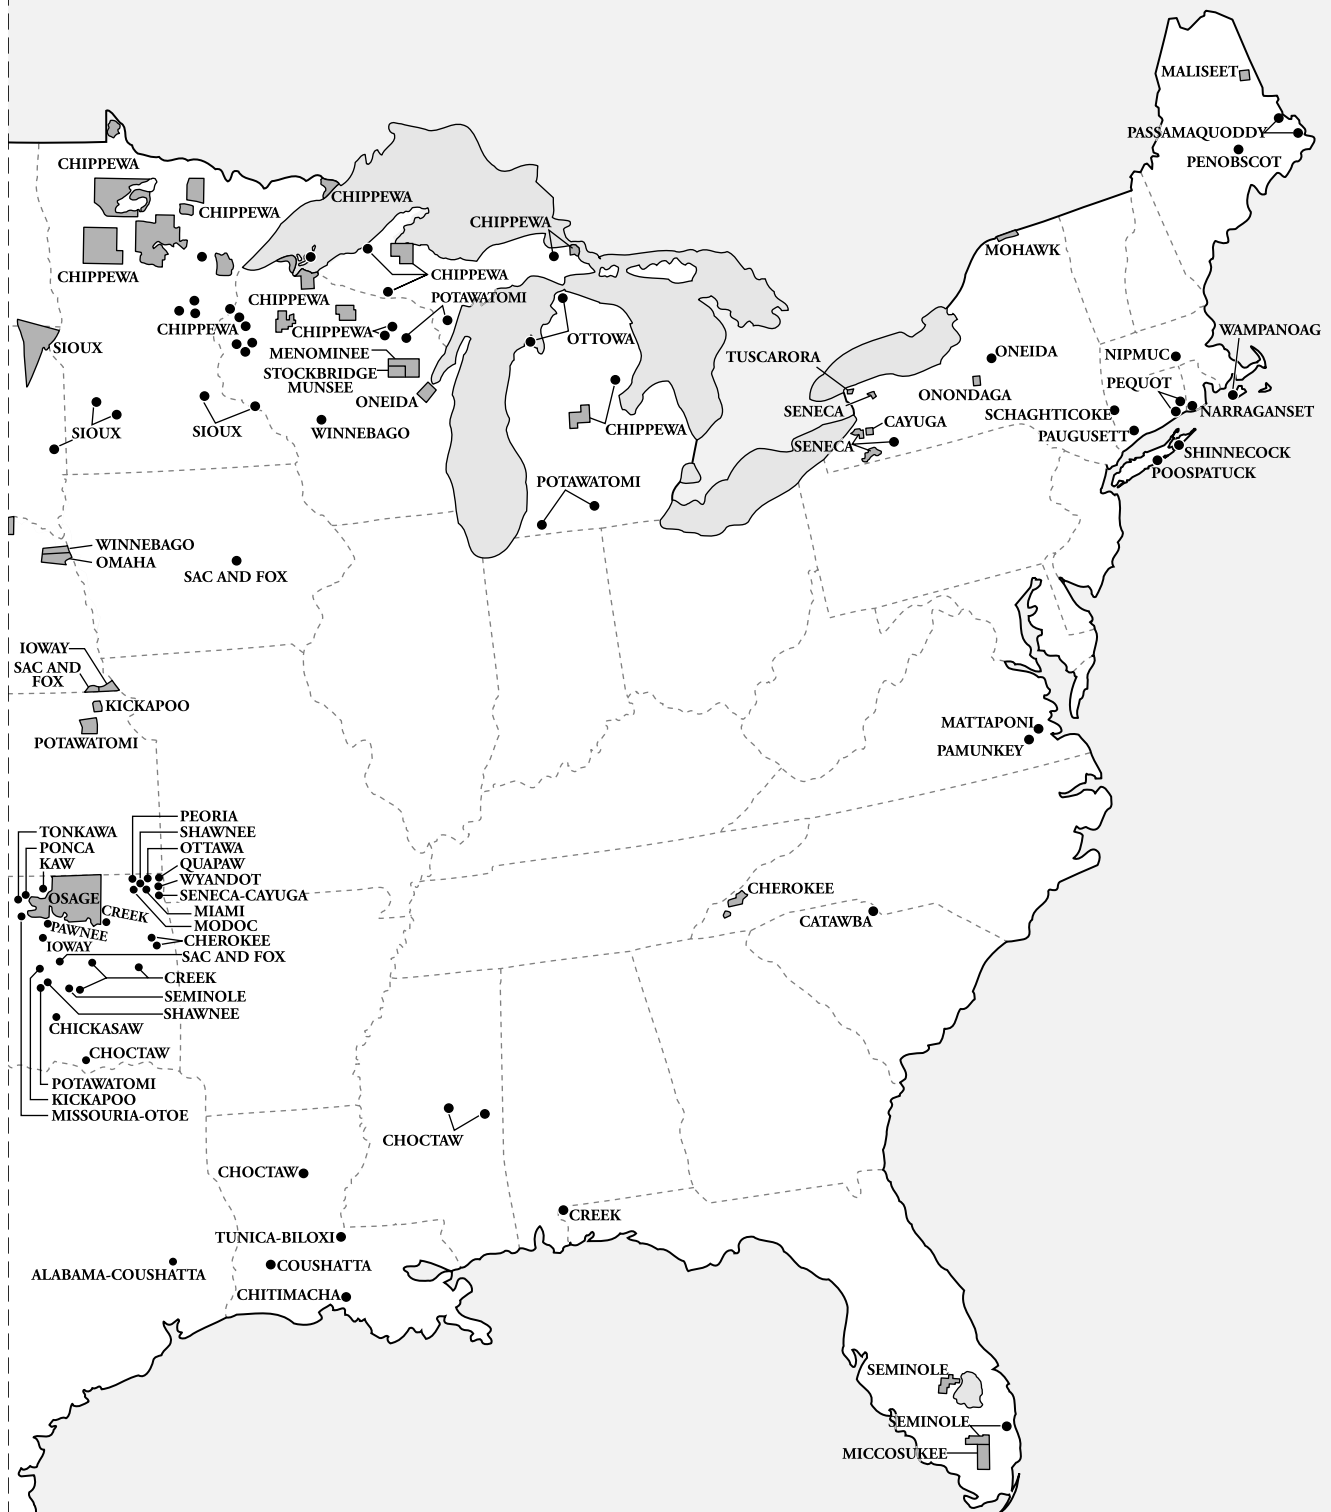 MALISEET
PASSAMAQUODDY
PENOBSCOT
CHIPPEWA
CHIPPEWA
CHIPPEWA
CHIPPEWA
CHIPPEWA
MOHAWK
CHIPPEWA
CHIPPEWA
POTAWATOMI
CHIPPEWA
CHIPPEWA
WAMPANOAG
OTTOWA
SIOUX
MENOMINEE
TUSCARORA
ONEIDA
NIPMUC
STOCKBRIDGE
MUNSEE
PEQUOT
ONEIDA
ONONDAGA
SENECA
SCHAGHTICOKE
NARRAGANSET
CAYUGA
SIOUX
SIOUX
WINNEBAGO
CHIPPEWA
PAUGUSETT
SENECA
SHINNECOCK
POOSPATUCK
POTAWATOMI
WINNEBAGO
OMAHA
SAC AND FOX
IOWAY
SAC AND
FOX
KICKAPOO
POTAWATOMI
MATTAPONI
PAMUNKEY
PEORIA
TONKAWA
SHAWNEE
PONCA
OTTAWA
KAW
QUAPAW
WYANDOT
CHEROKEE
SENECA-CAYUGA
OSAGE
CREEK
MIAMI
CATAWBA
MODOC
PAWNEE
CHEROKEE
IOWAY
SAC AND FOX
CREEK
SEMINOLE
SHAWNEE
CHICKASAW
CHOCTAW
POTAWATOMI
KICKAPOO
MISSOURIA-OTOE
CHOCTAW
CHOCTAW
CREEK
TUNICA-BILOXI
COUSHATTA
ALABAMA-COUSHATTA
CHITIMACHA
SEMINOLE
SEMINOLE
MICCOSUKEE